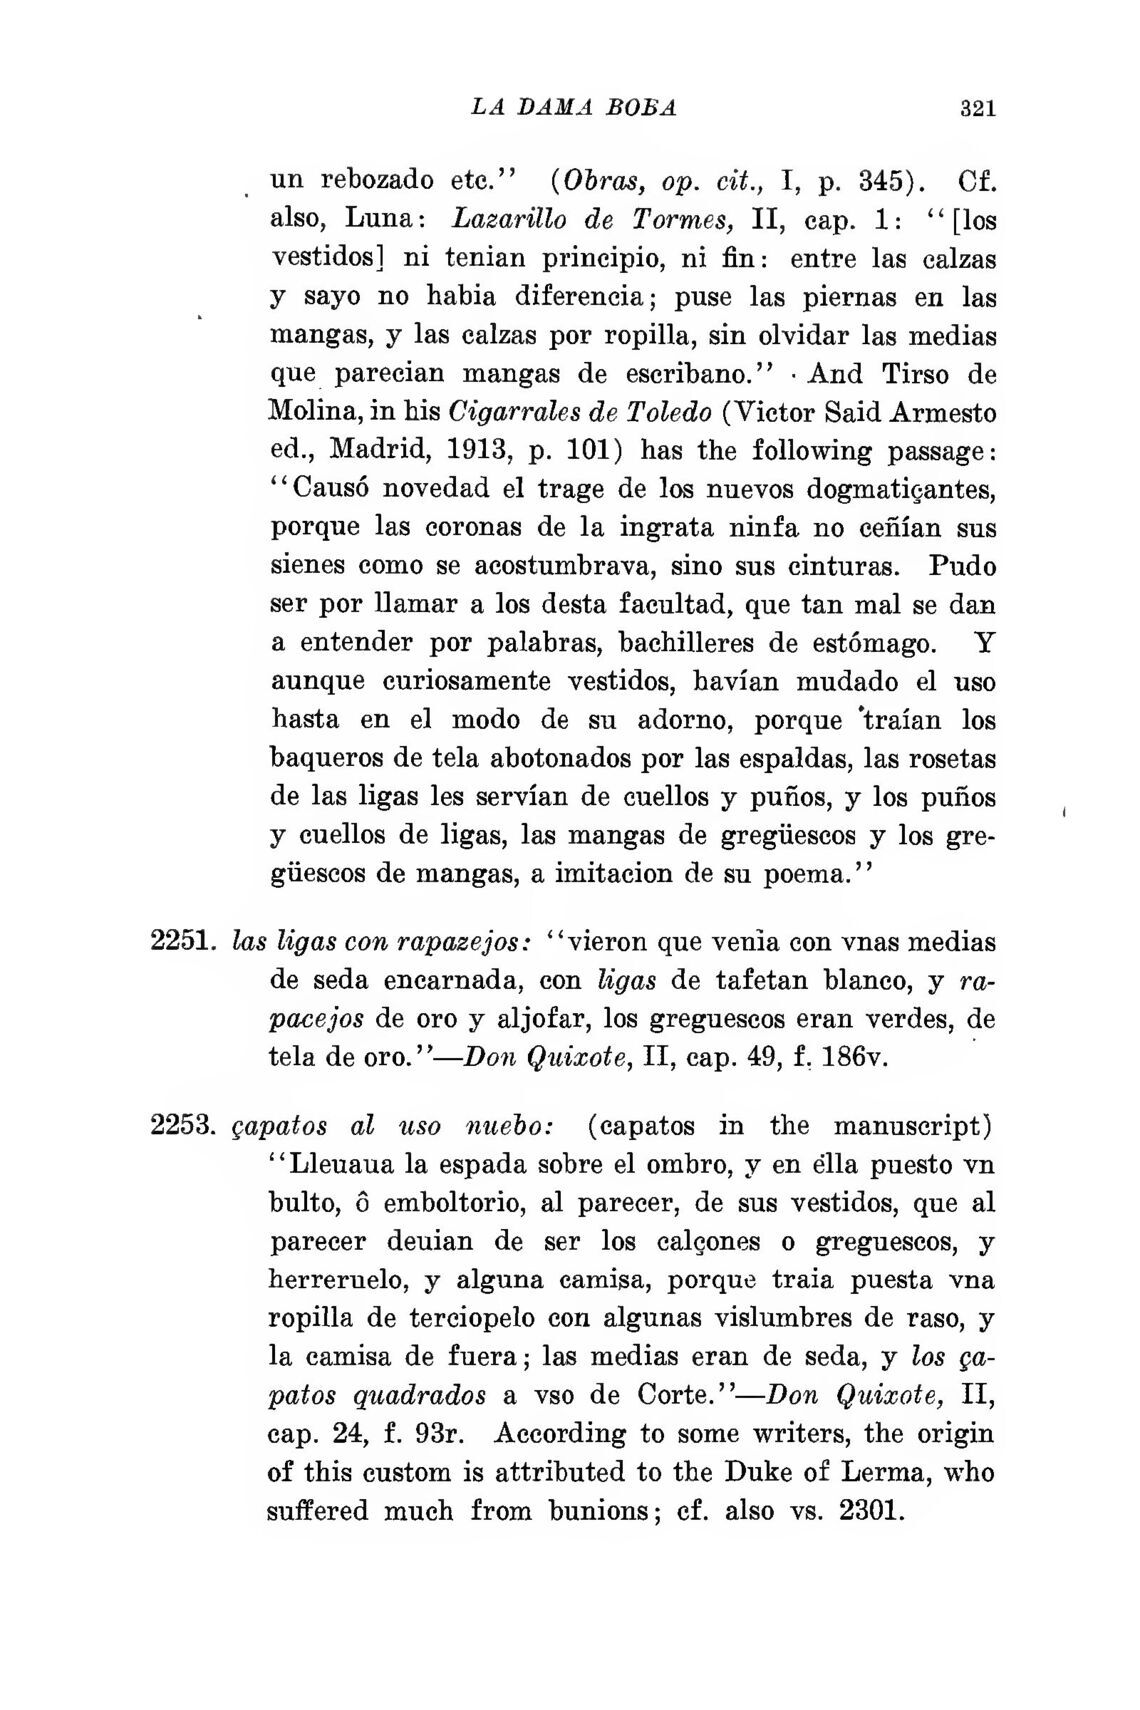 LA DAMA BOBA 321
un rebozado etc.'' (Obras, op. cit., I, p. 345). Cf.
also, Luna: Lazarillo de Tormes, II, cap. 1: ``[los
vestidos] ni tenian principio, ni fin: entre las calzas
y sayo no habia diferencia; puse las piernas en las
mangas, y las calzas por ropilla, sin olvidar las medias
que parecian mangas de escribano.'' And Tirso de
Molina, in his Cigarrales de Toledo (Victor Said Armesto
ed., Madrid, 1913, p. 101) has the following passage:
``Causó novedad el trage de los nuevos dogmatiçantes,
porque las coronas de la ingrata ninfa no ceñían sus
sienes como se acostumbrava, sino sus cinturas. Pudo
ser por llamar a los desta facultad, que tan mal se dan
a entender por palabras, bachilleres de estómago. Y
aunque curiosamente vestidos, havían mudado el uso
hasta en el modo de su adorno, porque traían los
baqueros de tela abotonados por las espaldas, las rosetas
de las ligas les servían de cuellos y puños, y los puños
y cuellos de ligas, las mangas de gregüescos y los gre-
güescos de mangas, a imitacion de su poema.''
2251. las ligas con rapazejos: ``vieron que venìa con vnas medias
de seda encarnada, con ligas de tafetan blanco, y ra-
pacejos de oro y aljofar, los greguescos eran verdes, de
tela de oro.''—Don Quixote, II, cap. 49, f. 186v.
2253. çapatos al uso nuebo: (capatos in the manuscript)
``Lleuaua la espada sobre el ombro, y en élla puesto vn
bulto, ô emboltorio, al parecer, de sus vestidos, que al
parecer deuian de ser los calçones o greguescos, y
herreruelo, y alguna camisa, porque traia puesta vna
ropilla de terciopelo con algunas vislumbres de raso, y
la camisa de fuera; las medias eran de seda, y los ça-
patos quadrados a vso de Corte.''—Don Quixote, II,
cap. 24, f. 93r. According to some writers, the origin
of this custom is attributed to the Duke of Lerma, who
suffered much from bunions; cf. also vs. 2301.